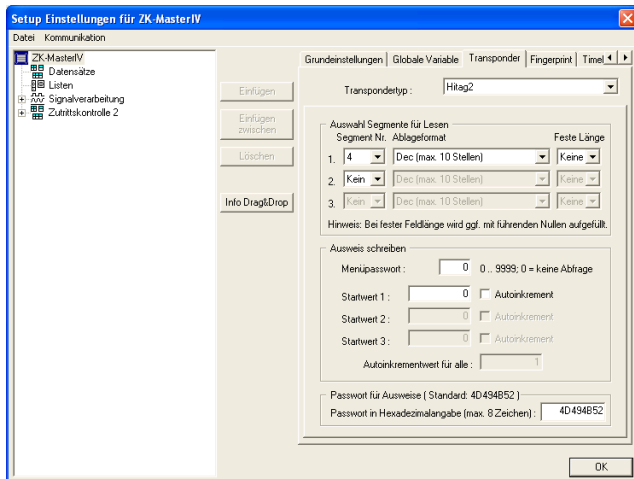 Setup Einstellungen für ZK-MasterIV
Datei Kommunikation
ZK-MasterIV
Datensätze
Listen
Signalverarbeitung
Zutrittskontrolle 2
Einfügen
Einfügen
zwischen
Löschen
Info Drag&Drop
Grundeinstellungen Globale Variable Transponder Fingerprint Timel
Transpondertyp : Hitag2
Auswahl Segmente für Lesen
Segment Nr. Ablageformat Feste Länge
1. 4 Dec (max. 10 Stellen) Keine
2. Kein Dec (max. 10 Stellen) Keine
3. Kein Dec (max. 10 Stellen) Keine
Hinweis: Bei fester Feldlänge wird ggf. mit führenden Nullen aufgefüllt.
Ausweis schreiben
Menüpasswort : 0 0 .. 9999; 0 = keine Abfrage
Startwert 1 : 0 Autoinkrement
Startwert 2 : 0 Autoinkrement
Startwert 3 : 0 Autoinkrement
Autoinkrementwert für alle : 1
Passwort für Ausweise ( Standard: 4D494B52 )
Passwort in Hexadezimalangabe (max. 8 Zeichen) : 4D494B52
OK